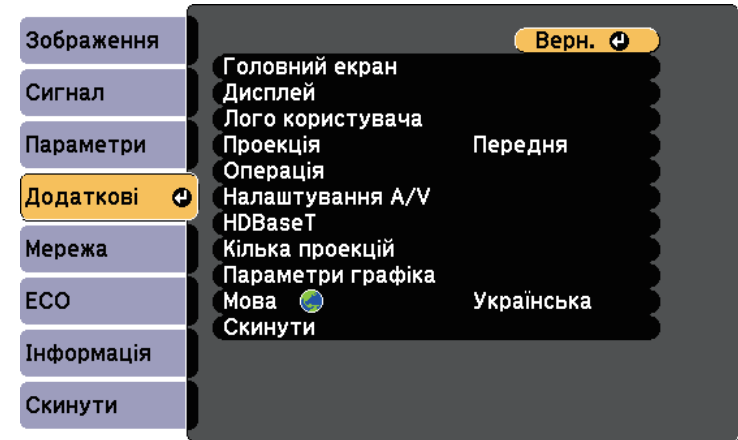 Зображення
Сигнал
Параметри
Додаткові
Мережа
ECO
Інформація
Скинути
Верн.
Головний екран
Дисплей
Лого користувача
Проекція Передня
Операція
Налаштування A/V
HDBaseT
Кілька проекцій
Параметри графіка
Мова Українська
Скинути